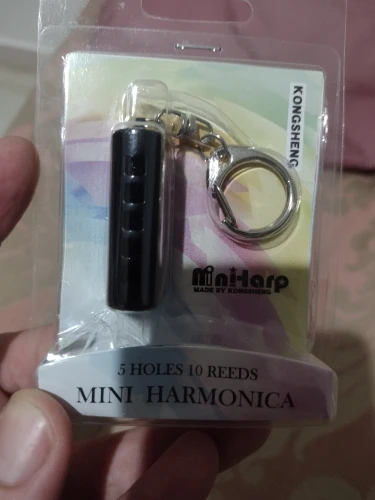 KONGSHENG
MiniHarp
MADE BY KONGSHENG
5 HOLES 10 REEDS
MINI HARMONICA